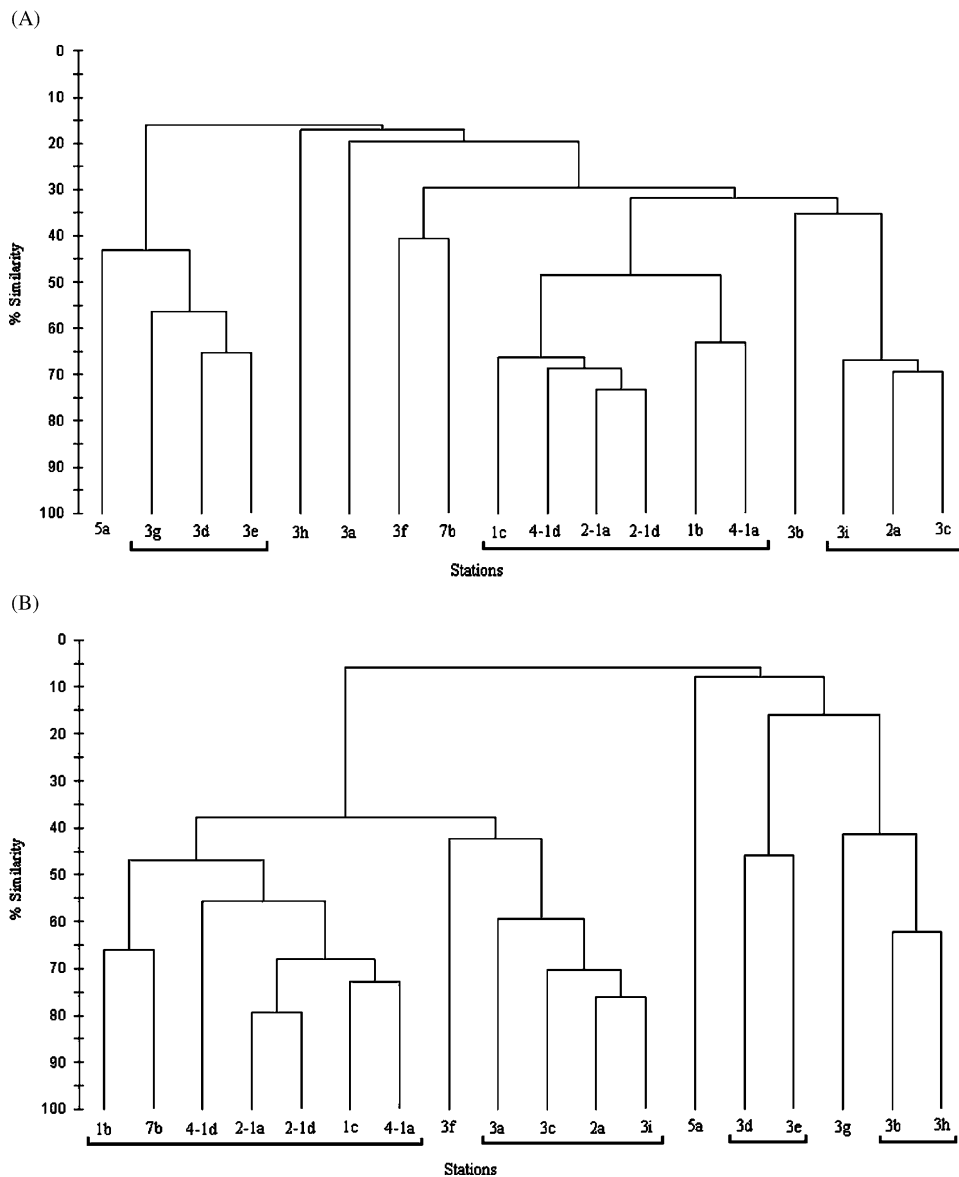 (A)
0
10
20
30
40
50
60
70
80
90
100
% Similarity
5a 3g 3d 3e 3h 3a 3f 7b 1c 4-1d 2-1a 2-1d 1b 4-1a 3b 3i 2a 3c
Stations
(B)
0
10
20
30
40
50
60
70
80
90
100
% Similarity
1b 7b 4-1d 2-1a 2-1d 1c 4-1a 3f 3a 3c 2a 3i 5a 3d 3e 3g 3b 3h
Stations